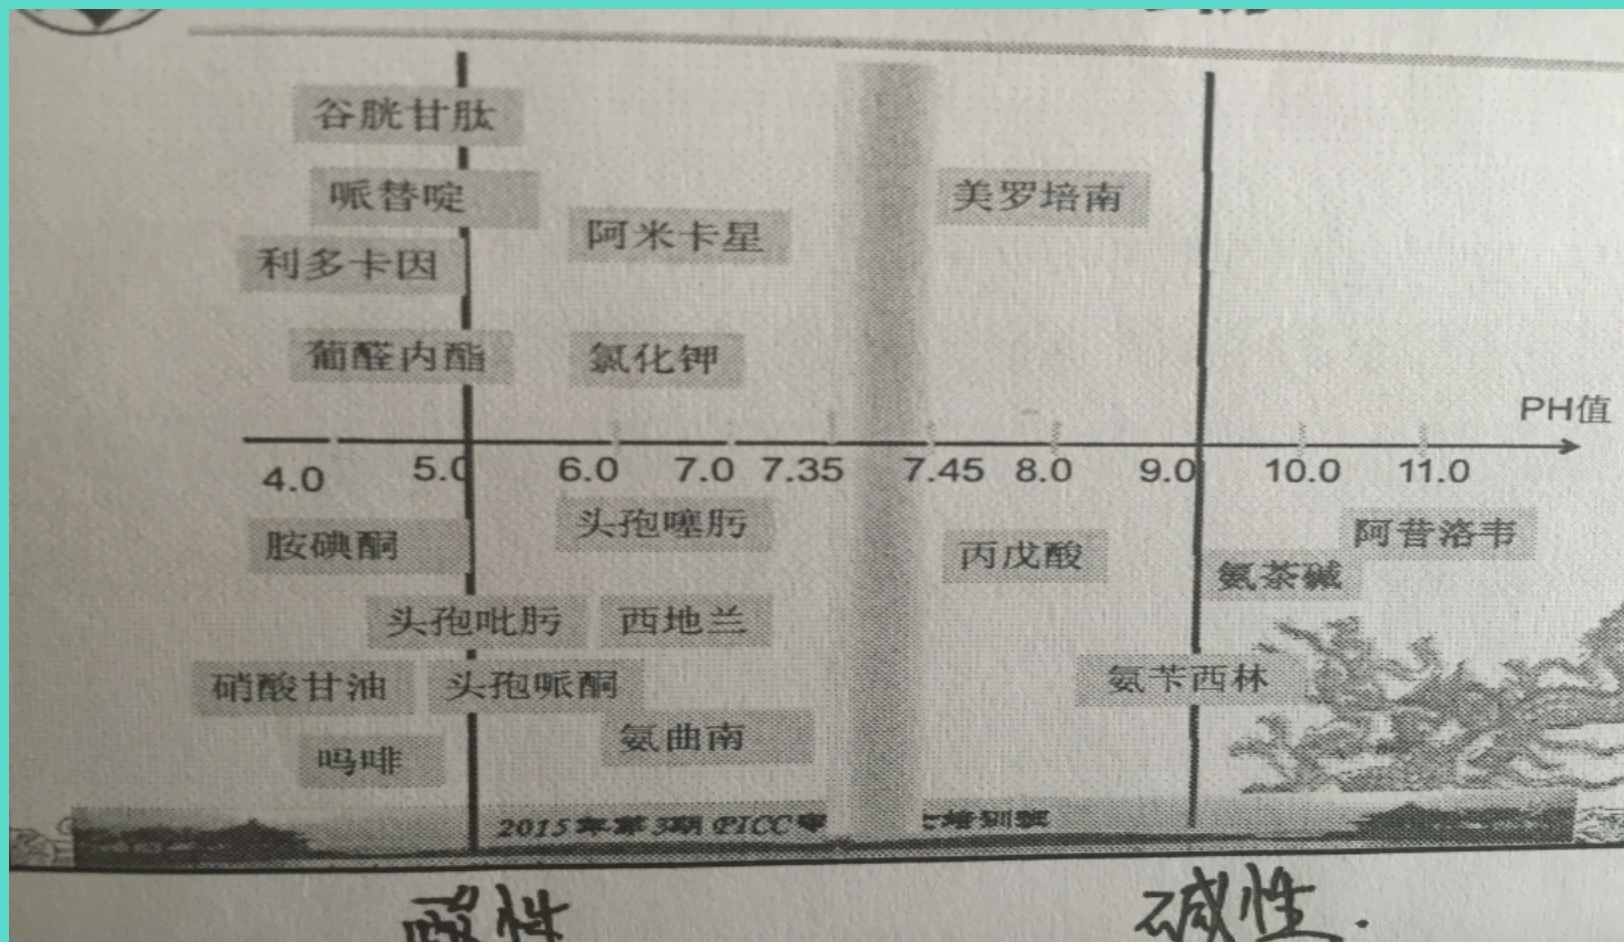 谷胱甘肽
哌替啶
美罗培南
阿米卡星
利多卡因
葡醛内酯
氯化钾
PH值
4.0 5.0 6.0 7.0 7.35 7.45 8.0 9.0 10.0 11.0
头孢噻肟
阿昔洛韦
胺碘酮
丙戊酸
氨茶碱
头孢吡肟
西地兰
硝酸甘油
头孢哌酮
氨苄西林
氨曲南
吗啡
2015年第3期PICC
酸性
碱性.